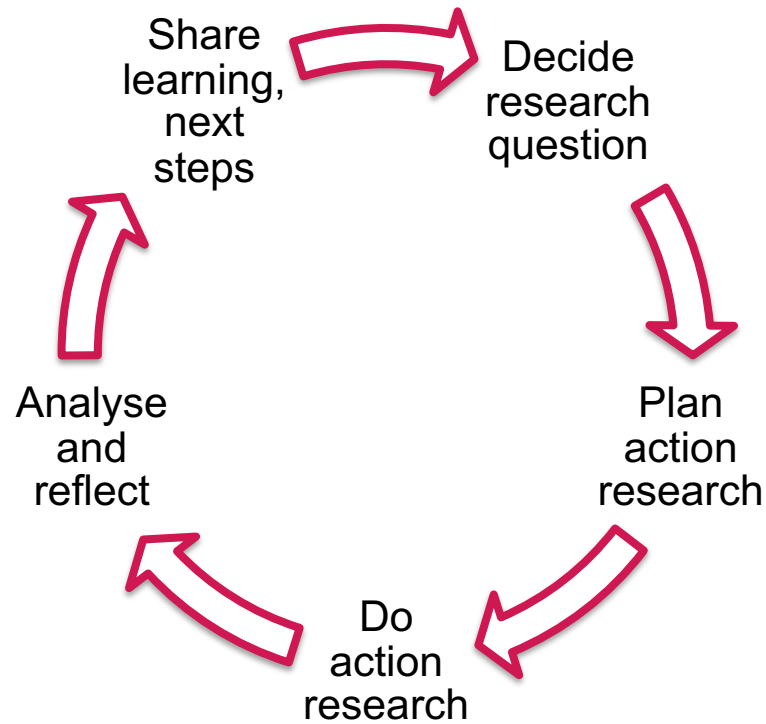 Share
learning,
next
steps
Decide
research
question
Plan
action
research
Do
action
research
Analyse
and
reflect